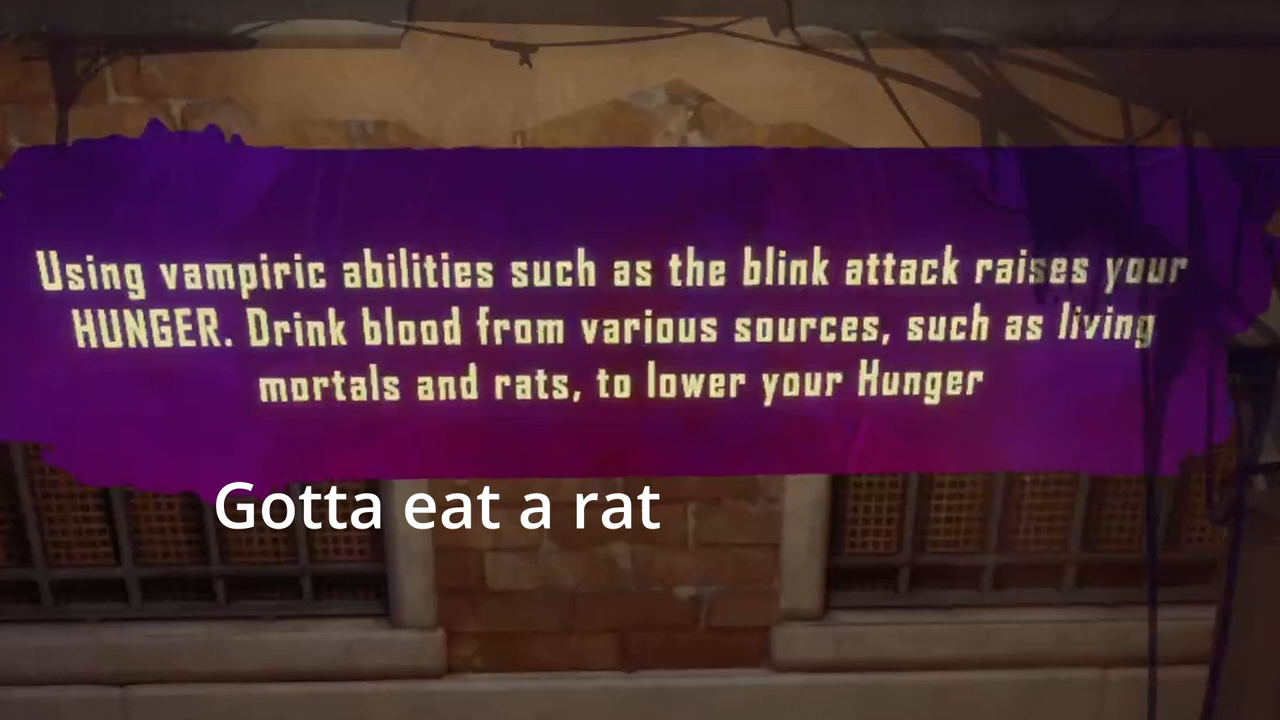 Using vampiric abilities such as the blink attack raises your
HUNGER. Drink blood from various sources, such as living
mortals and rats, to lower your Hunger
Gotta eat a rat